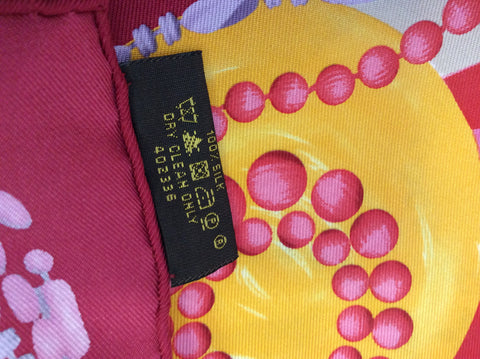 100% SILK
Ⓟ Ⓟ
DRY CLEAN ONLY
402336